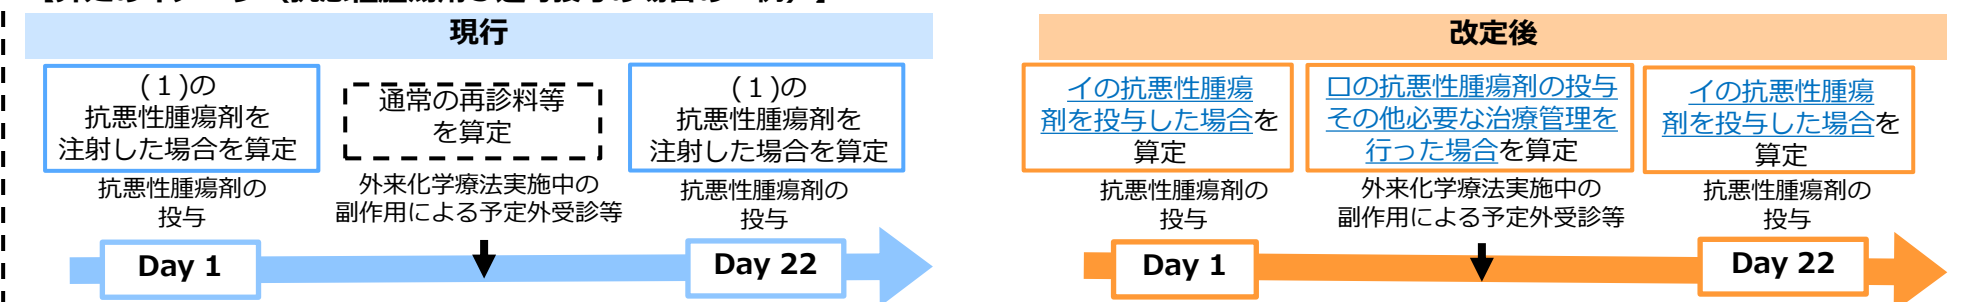 現行
(１)の
抗悪性腫瘍剤を
注射した場合を算定
通常の再診料等
を算定
(１)の
抗悪性腫瘍剤を
注射した場合を算定
抗悪性腫瘍剤の
投与
外来化学療法実施中の
副作用による予定外受診等
抗悪性腫瘍剤の
投与
Day 1
Day 22
改定後
イの抗悪性腫瘍
剤を投与した場合を
算定
ロの抗悪性腫瘍剤の投与
その他必要な治療管理を
行った場合を算定
イの抗悪性腫瘍
剤を投与した場合を
算定
抗悪性腫瘍剤の
投与
外来化学療法実施中の
副作用による予定外受診等
抗悪性腫瘍剤の
投与
Day 1
Day 22